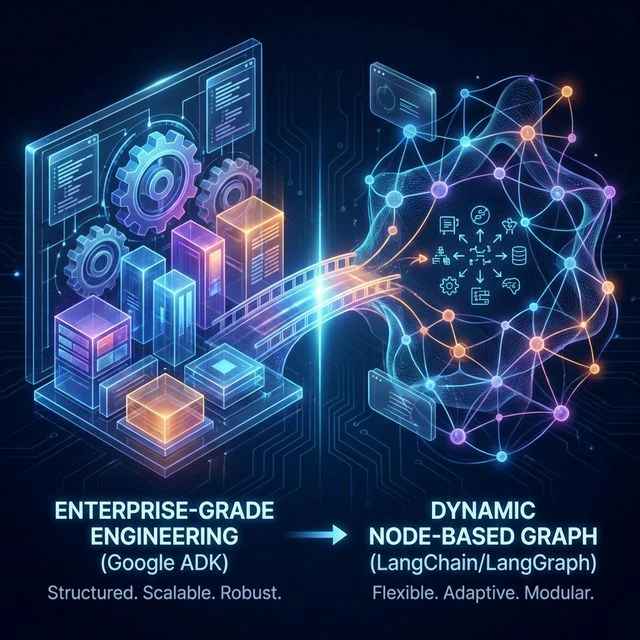 ENTERPRISE-GRADE
ENGINEERING
(Google ADK)
Structured. Scalable. Robust.
DYNAMIC
NODE-BASED GRAPH
(LangChain/LangGraph)
Flexible. Adaptive. Modular.